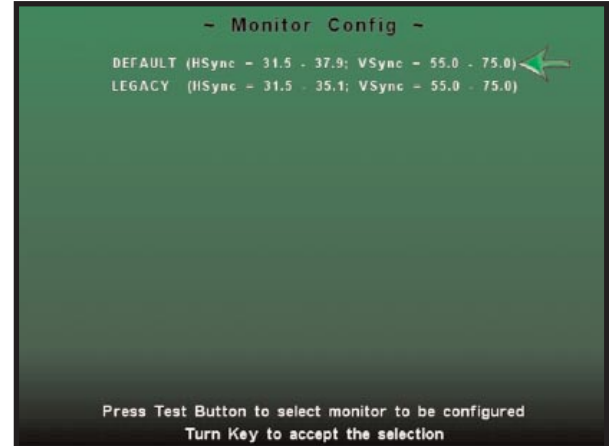 ~ Monitor Config ~
DEFAULT (HSync = 31.5 - 37.9; VSync = 55.0 - 75.0)
LEGACY (HSync = 31.5 - 35.1; VSync = 55.0 - 75.0)
Press Test Button to select monitor to be configured
Turn Key to accept the selection